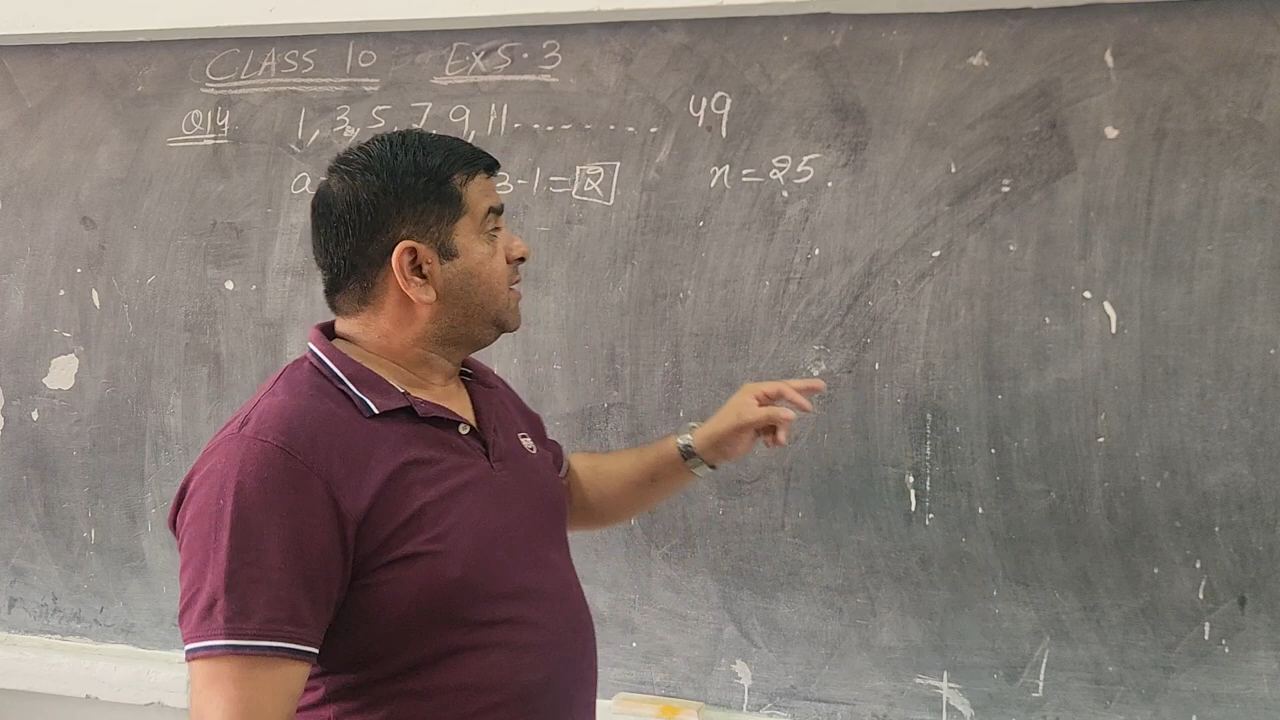 CLASS 10 EX 5.3
Q14. 1, 3, 5, 7 9, 11 ........ 49
a 3-1=2 n=25.